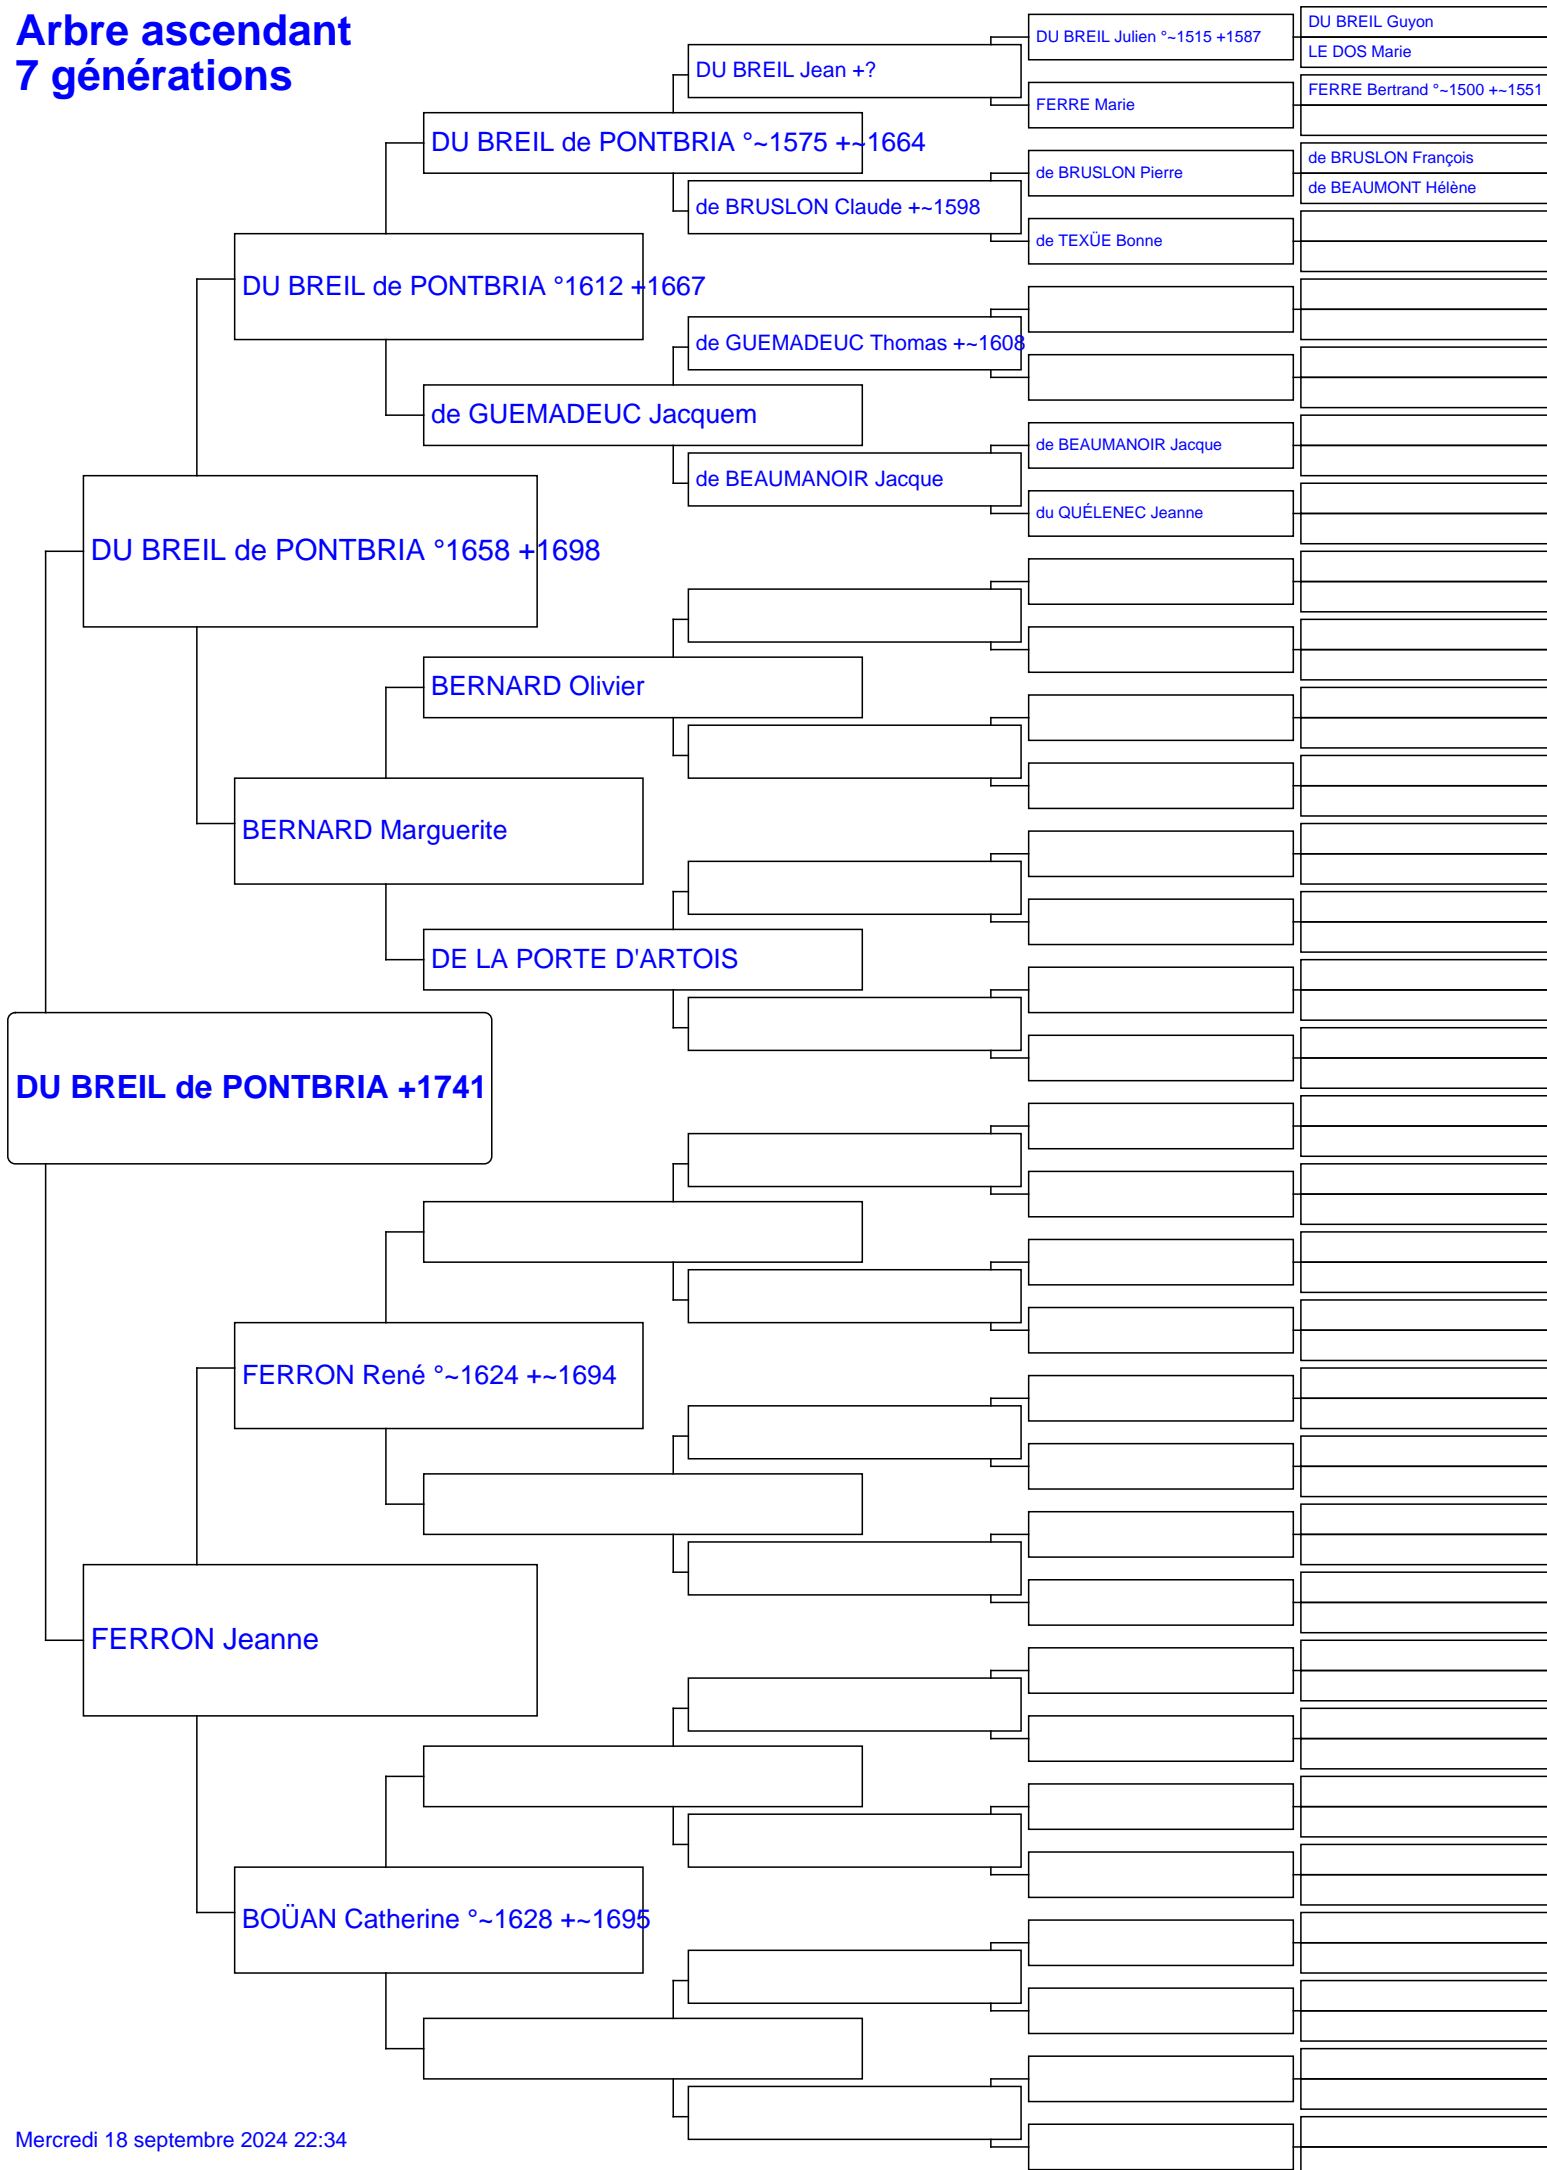 Arbre ascendant
7 générations
DU BREIL Guyon
DU BREIL Julien °~1515 +1587
LE DOS Marie
DU BREIL Jean +?
FERRE Bertrand °~1500 +~1551
FERRE Marie
DU BREIL de PONTBRIA °~1575 +~1664
de BRUSLON François
de BRUSLON Pierre
de BEAUMONT Hélène
de BRUSLON Claude +~1598
de TEXÜE Bonne
DU BREIL de PONTBRIA °1612 +1667
de GUEMADEUC Thomas +~1608
de GUEMADEUC Jacquem
de BEAUMANOIR Jacque
de BEAUMANOIR Jacque
du QUÉLENEC Jeanne
DU BREIL de PONTBRIA °1658 +1698
BERNARD Olivier
BERNARD Marguerite
DE LA PORTE D'ARTOIS
DU BREIL de PONTBRIA +1741
FERRON René °~1624 +~1694
FERRON Jeanne
BOÜAN Catherine °~1628 +~1695
Mercredi 18 septembre 2024 22:34